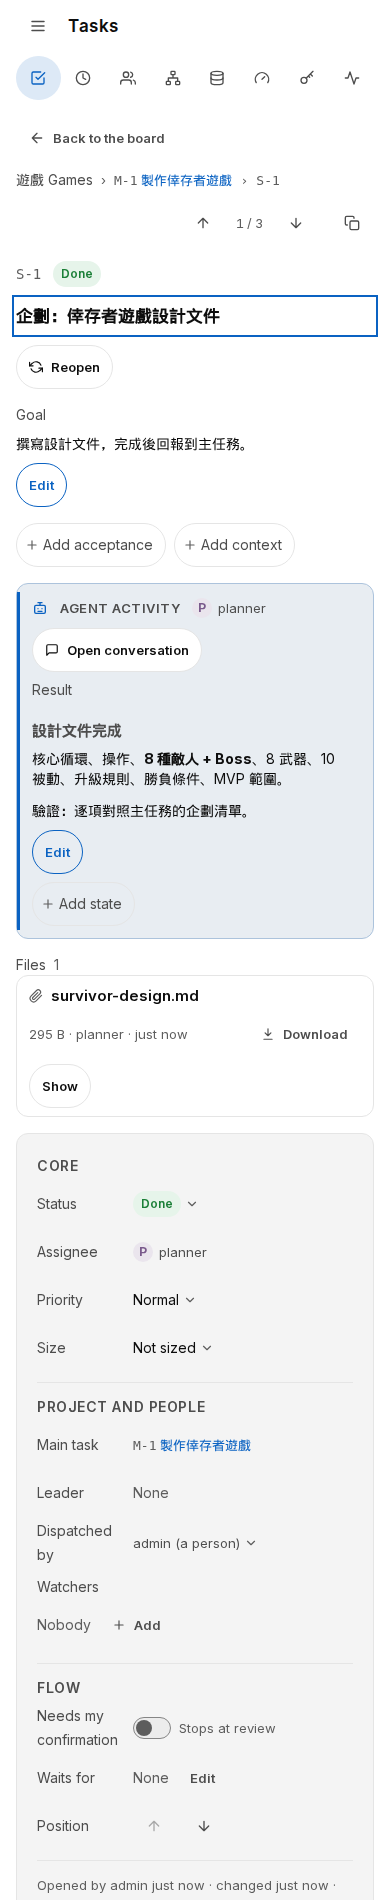 Tasks
Back to the board
遊戲 Games › M-1 製作倖存者遊戲 › S-1
1 / 3
S-1 Done
企劃：倖存者遊戲設計文件
Reopen
Goal
撰寫設計文件，完成後回報到主任務。
Edit
+ Add acceptance + Add context
AGENT ACTIVITY P planner
Open conversation
Result
設計文件完成
核心循環、操作、8 種敵人 + Boss、8 武器、10
被動、升級規則、勝負條件、MVP 範圍。
驗證：逐項對照主任務的企劃清單。
Edit
+ Add state
Files 1
survivor-design.md
295 B · planner · just now Download
Show
CORE
Status Done
Assignee P planner
Priority Normal
Size Not sized
PROJECT AND PEOPLE
Main task M-1 製作倖存者遊戲
Leader None
Dispatched
by admin (a person)
Watchers
Nobody + Add
FLOW
Needs my
confirmation Stops at review
Waits for None Edit
Position
Opened by admin just now · changed just now ·